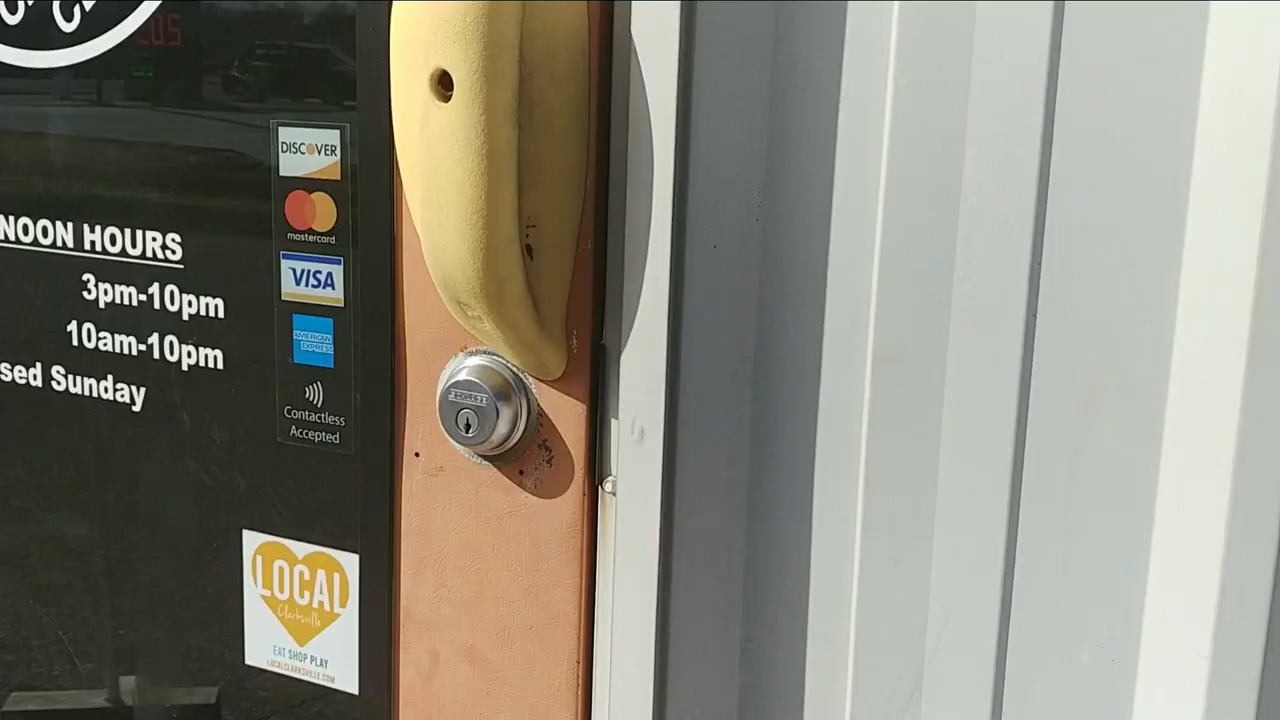 NOON HOURS
3pm-10pm
10am-10pm
sed Sunday
DISCOVER
mastercard
VISA
AMERICAN
EXPRESS
Contactless
Accepted
LOCAL
Clarksville
EAT SHOP PLAY
LOCALCLARKSVILLE.COM